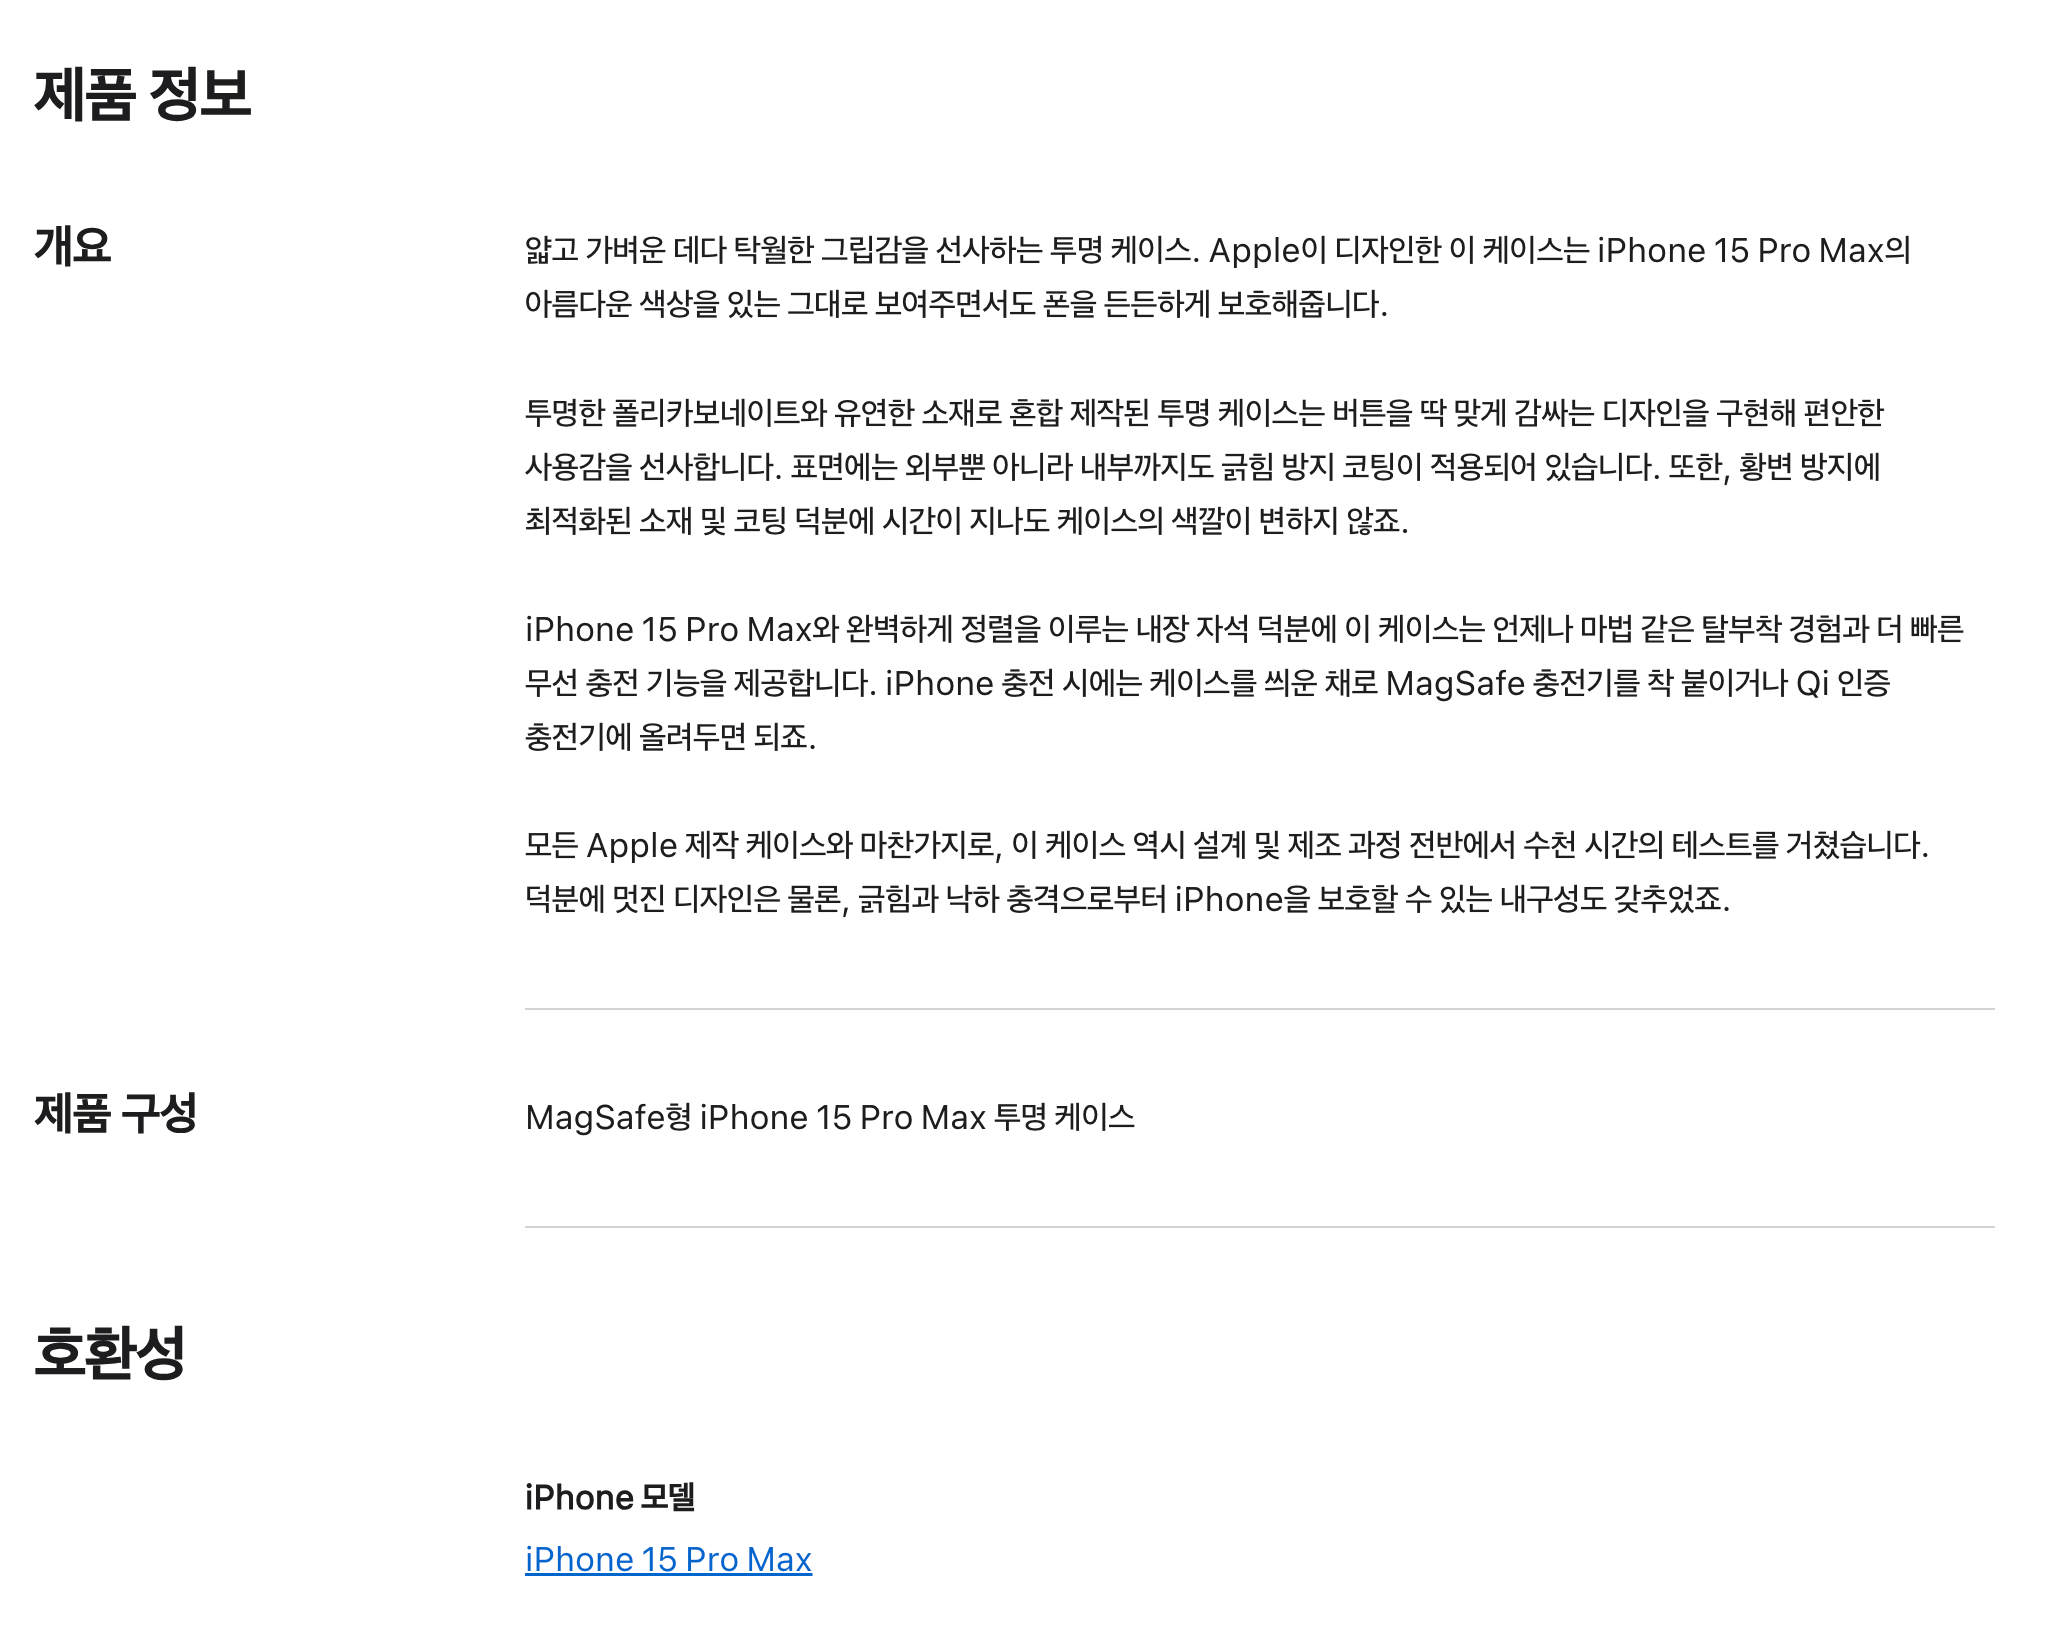 제품 정보
개요
얇고 가벼운 데다 탁월한 그립감을 선사하는 투명 케이스. Apple이 디자인한 이 케이스는 iPhone 15 Pro Max의
아름다운 색상을 있는 그대로 보여주면서도 폰을 든든하게 보호해줍니다.
투명한 폴리카보네이트와 유연한 소재로 혼합 제작된 투명 케이스는 버튼을 딱 맞게 감싸는 디자인을 구현해 편안한
사용감을 선사합니다. 표면에는 외부뿐 아니라 내부까지도 긁힘 방지 코팅이 적용되어 있습니다. 또한, 황변 방지에
최적화된 소재 및 코팅 덕분에 시간이 지나도 케이스의 색깔이 변하지 않죠.
iPhone 15 Pro Max와 완벽하게 정렬을 이루는 내장 자석 덕분에 이 케이스는 언제나 마법 같은 탈부착 경험과 더 빠른
무선 충전 기능을 제공합니다. iPhone 충전 시에는 케이스를 씌운 채로 MagSafe 충전기를 착 붙이거나 Qi 인증
충전기에 올려두면 되죠.
모든 Apple 제작 케이스와 마찬가지로, 이 케이스 역시 설계 및 제조 과정 전반에서 수천 시간의 테스트를 거쳤습니다.
덕분에 멋진 디자인은 물론, 긁힘과 낙하 충격으로부터 iPhone을 보호할 수 있는 내구성도 갖추었죠.
제품 구성
MagSafe형 iPhone 15 Pro Max 투명 케이스
호환성
iPhone 모델
iPhone 15 Pro Max